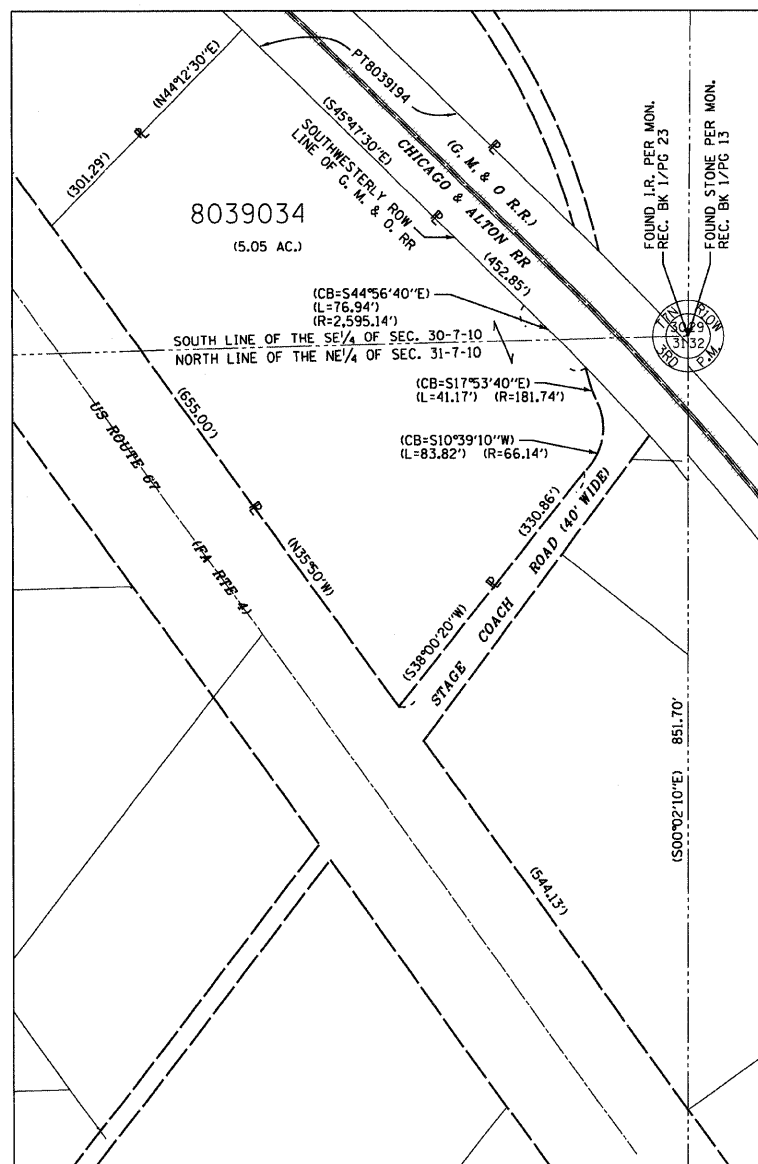 (N44°12'30"E)
(301.29')
PT8039194
(S45°47'30"E)
(G. M. & O R.R.)
CHICAGO & ALTON RR
SOUTHWESTERLY ROW
LINE OF G. M. & O. RR
8039034
(5.05 AC.)
(452.85')
(CB=S44°56'40"E)
(L=76.94')
(R=2,595.14')
SOUTH LINE OF THE SE¼ OF SEC. 30-7-10
NORTH LINE OF THE NE¼ OF SEC. 31-7-10
FOUND I.R. PER MON.
REC. BK 1/PG 23
FOUND STONE PER MON.
REC. BK 1/PG 13
T7N R10W
30 29
31 32
3RD P.M.
(CB=S17°53'40"E)
(L=41.17') (R=181.74')
(CB=S10°39'10"W)
(L=83.82') (R=66.14')
(655.00')
US ROUTE 67
(FA RTE 4)
(N35°50'W)
(330.86')
(S38°00'20"W)
STAGE COACH ROAD (40' WIDE)
(S00°02'10"E) 851.70'
(544.13')